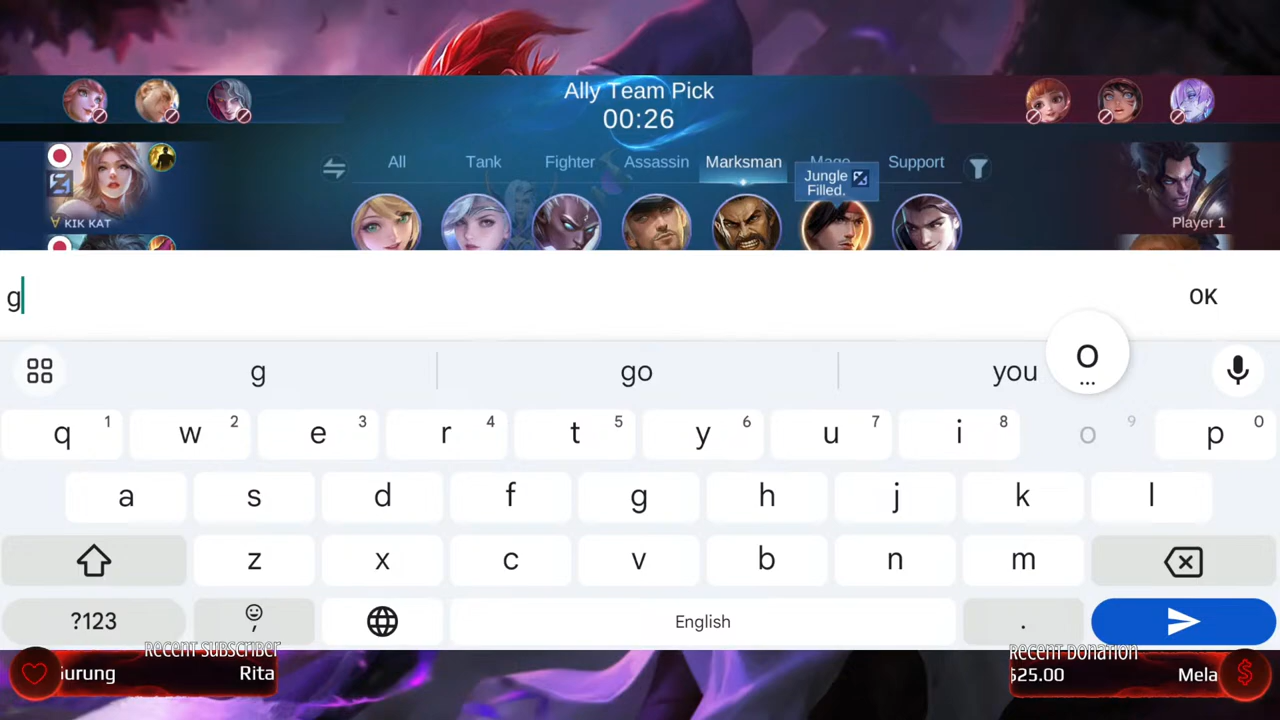 Ally Team Pick
00:26
All Tank Fighter Assassin Marksman Mage Support
Jungle
Filled.
KIK KAT
Player 1
g
OK
g go you
o
...
q 1 w 2 e 3 r 4 t 5 y 6 u 7 i 8 o 9 p 0
a s d f g h j k l
z x c v b n m
?123 , English .
RECENT SUBSCRIBER
Gurung Rita
RECENT DONATION
$25.00 Mela
$